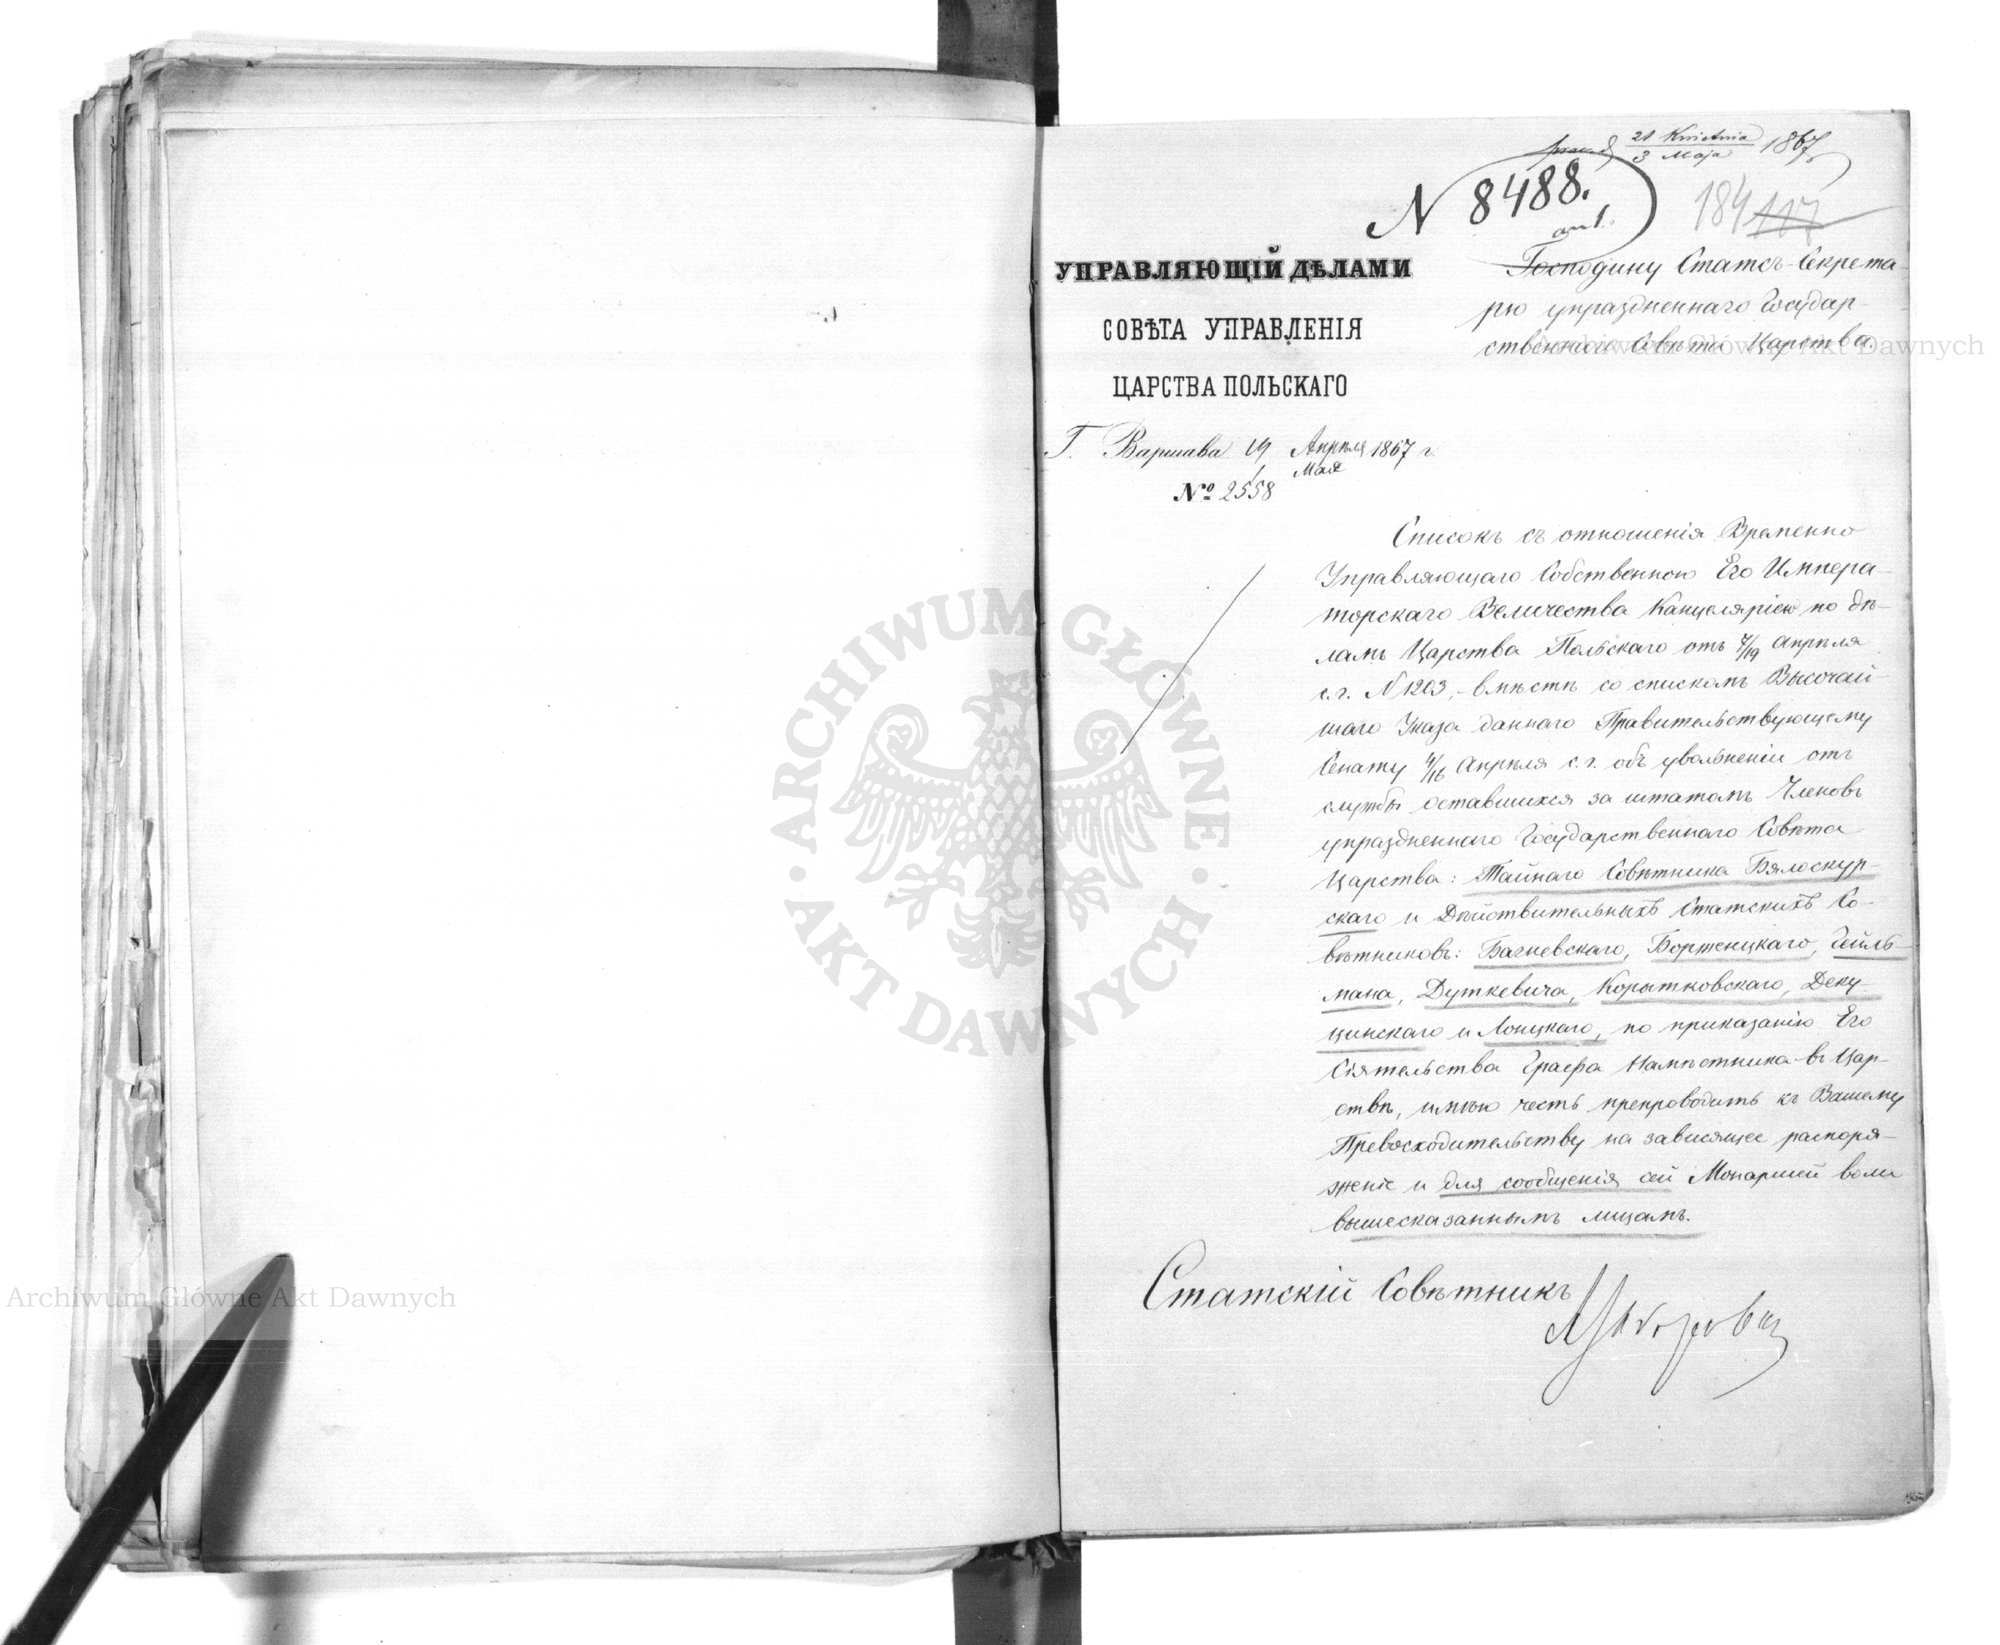 21 Kwietnia
3 Maja 1867
N 8488.
184 117
УПРАВЛЯЮЩІЙ ДѢЛАМИ
СОВѢТА УПРАВЛЕНІЯ
ЦАРСТВА ПОЛЬСКАГО
Г. Варшава 19 Апрѣля 1867 г.
1 Мая
№ 2558
Господину Статсъ-Секрета-
рю упраздненнаго Государ-
ственнаго Совѣта Царства.
Списокъ съ отношенія Временно
Управляющаго Собственною Его Импера-
торскаго Величества Канцеляріею по дѣ-
ламъ Царства Польскаго отъ 7/19 Апрѣля
с.г. N 1203, - вмѣстѣ со спискомъ Высочай-
шаго Указа даннаго Правительствующему
Сенату 4/16 Апрѣля с.г. объ увольненіи отъ
службы оставшихся за штатомъ Членовъ
упраздненнаго Государственнаго Совѣта
Царства: Тайнаго Совѣтника Бялоскур-
скаго и Дѣйствительныхъ Статскихъ Со-
вѣтниковъ: Багневскаго, Борженцкаго, Гейль-
мана, Дуткевича, Корытковскаго, Деку-
цинскаго и Лонцкаго, по приказанію Его
Сіятельства Графа Намѣстника въ Цар-
ствѣ, имѣю честь препроводить къ Вашему
Превосходительству на зависящее распоря-
женіе и для сообщенія сей Монаршей воли
вышесказаннымъ лицамъ.
Статскій Совѣтникъ
Archiwum Główne Akt Dawnych
Archiwum Główne Akt Dawnych
ARCHIWUM GŁÓWNE
· AKT DAWNYCH ·